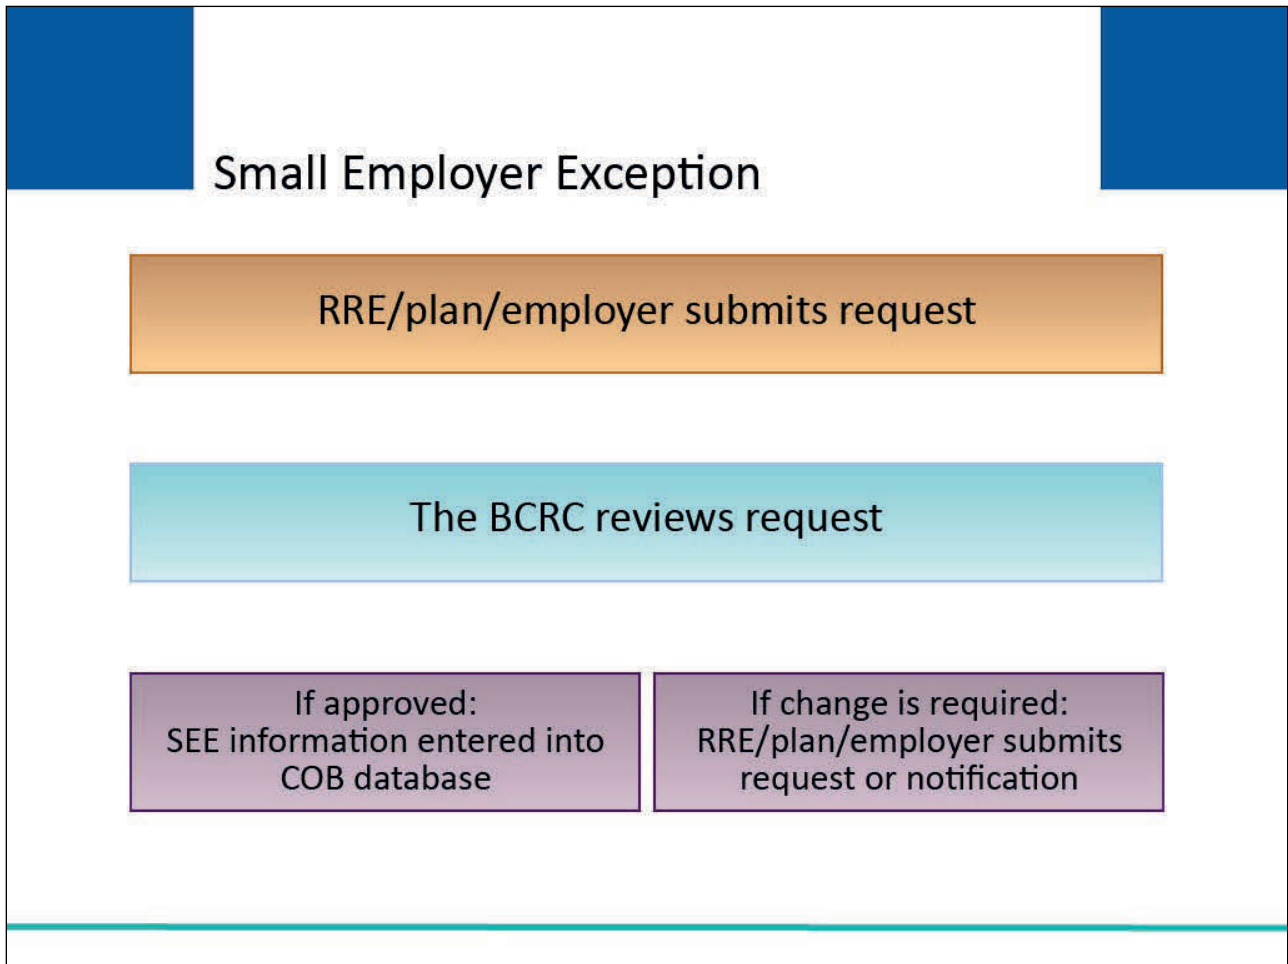 Small Employer Exception
RRE/plan/employer submits request
The BCRC reviews request
If approved:
SEE information entered into
COB database
If change is required:
RRE/plan/employer submits
request or notification